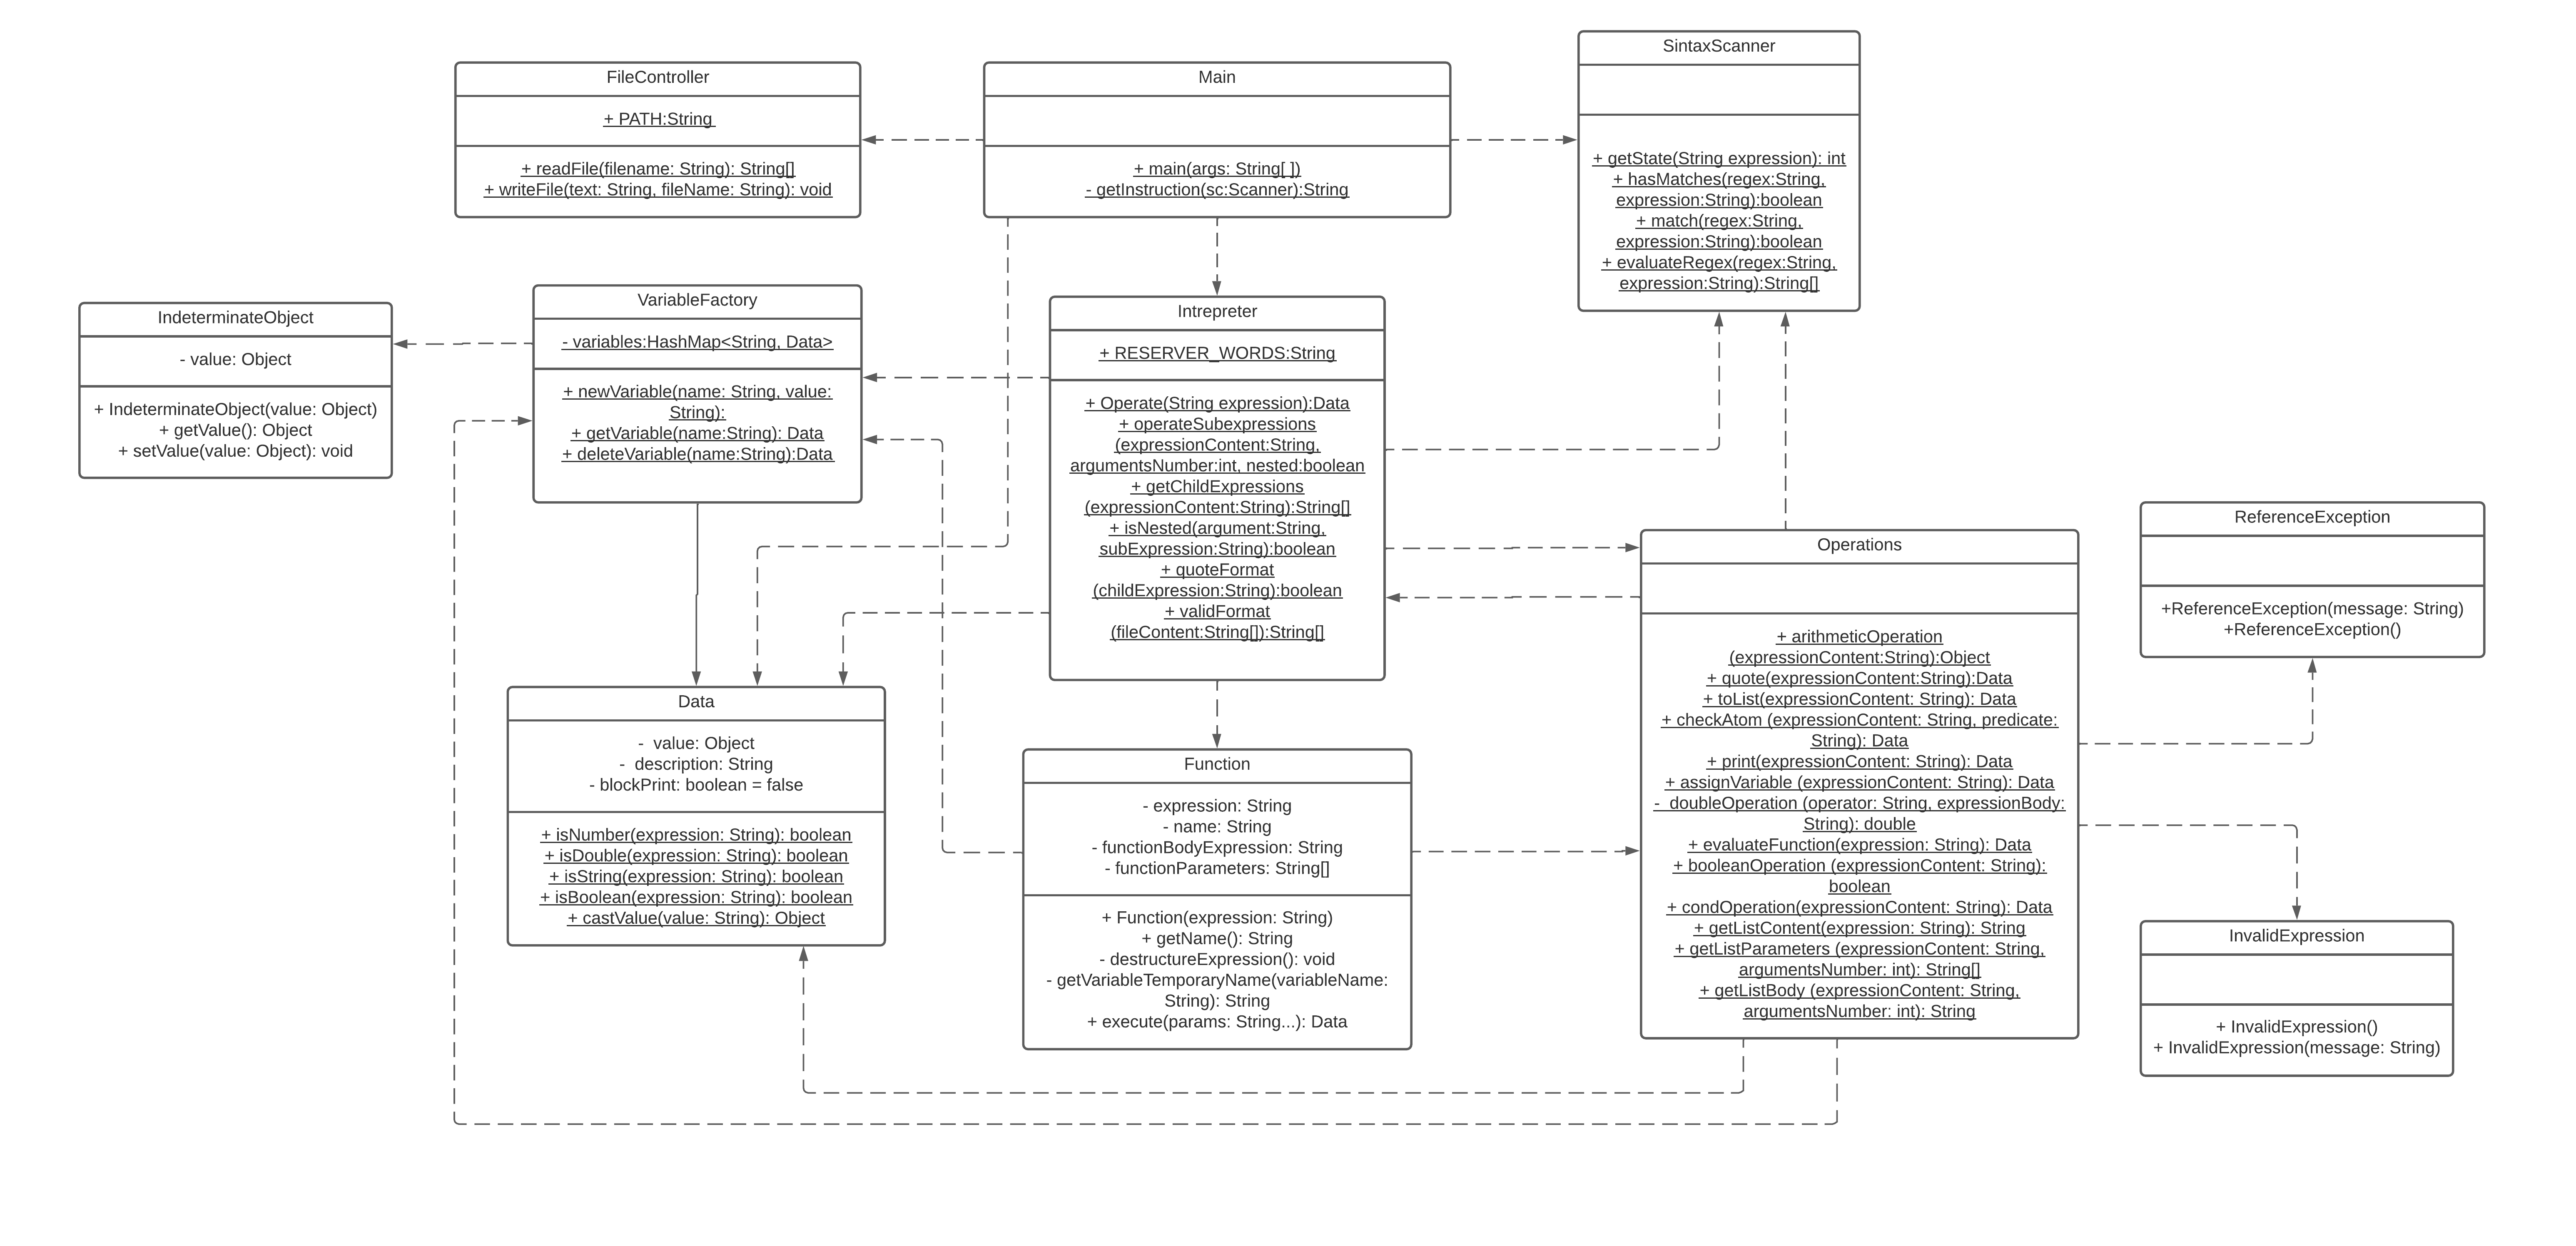 FileController
+ PATH:String
+ readFile(filename: String): String[]
+ writeFile(text: String, fileName: String): void
Main
+ main(args: String[ ])
- getInstruction(sc:Scanner):String
SintaxScanner
+ getState(String expression): int
+ hasMatches(regex:String,
expression:String):boolean
+ match(regex:String,
expression:String):boolean
+ evaluateRegex(regex:String,
expression:String):String[]
IndeterminateObject
- value: Object
+ IndeterminateObject(value: Object)
+ getValue(): Object
+ setValue(value: Object): void
VariableFactory
- variables:HashMap<String, Data>
+ newVariable(name: String, value:
String):
+ getVariable(name:String): Data
+ deleteVariable(name:String):Data
Intrepreter
+ RESERVER_WORDS:String
+ Operate(String expression):Data
+ operateSubexpressions
(expressionContent:String,
argumentsNumber:int, nested:boolean
+ getChildExpressions
(expressionContent:String):String[]
+ isNested(argument:String,
subExpression:String):boolean
+ quoteFormat
(childExpression:String):boolean
+ validFormat
(fileContent:String[]):String[]
Operations
+ arithmeticOperation
(expressionContent:String):Object
+ quote(expressionContent:String):Data
+ toList(expressionContent: String): Data
+ checkAtom (expressionContent: String, predicate:
String): Data
+ print(expressionContent: String): Data
+ assignVariable (expressionContent: String): Data
- doubleOperation (operator: String, expressionBody:
String): double
+ evaluateFunction(expression: String): Data
+ booleanOperation (expressionContent: String):
boolean
+ condOperation(expressionContent: String): Data
+ getListContent(expression: String): String
+ getListParameters (expressionContent: String,
argumentsNumber: int): String[]
+ getListBody (expressionContent: String,
argumentsNumber: int): String
ReferenceException
+ReferenceException(message: String)
+ReferenceException()
Data
- value: Object
- description: String
- blockPrint: boolean = false
+ isNumber(expression: String): boolean
+ isDouble(expression: String): boolean
+ isString(expression: String): boolean
+ isBoolean(expression: String): boolean
+ castValue(value: String): Object
Function
- expression: String
- name: String
- functionBodyExpression: String
- functionParameters: String[]
+ Function(expression: String)
+ getName(): String
- destructureExpression(): void
- getVariableTemporaryName(variableName:
String): String
+ execute(params: String...): Data
InvalidExpression
+ InvalidExpression()
+ InvalidExpression(message: String)